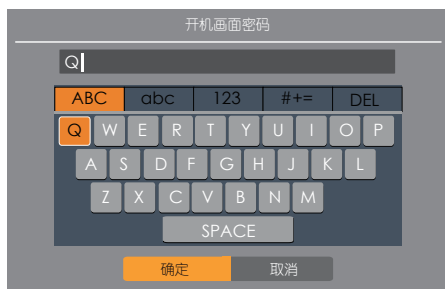 开机画面密码
Q
ABC abc 123 #+= DEL
Q W E R T Y U I O P
A S D F G H J K L
Z X C V B N M
SPACE
确定 取消